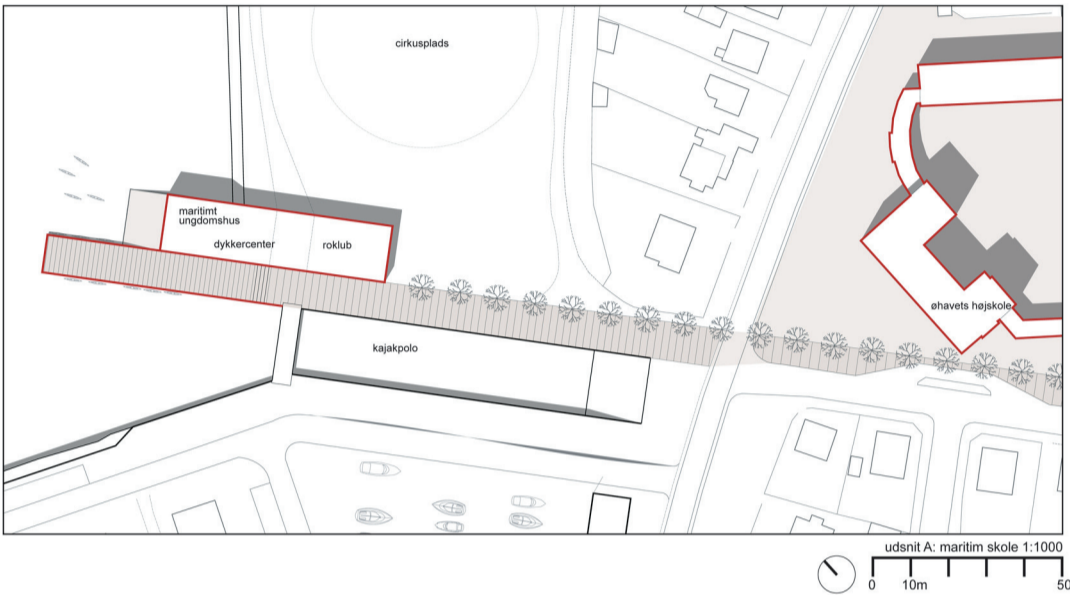 cirkusplads
maritimt
ungdomshus
dykkercenter
roklub
øhavets højskole
kajakpolo
udsnit A: maritim skole 1:1000
0 10m 50